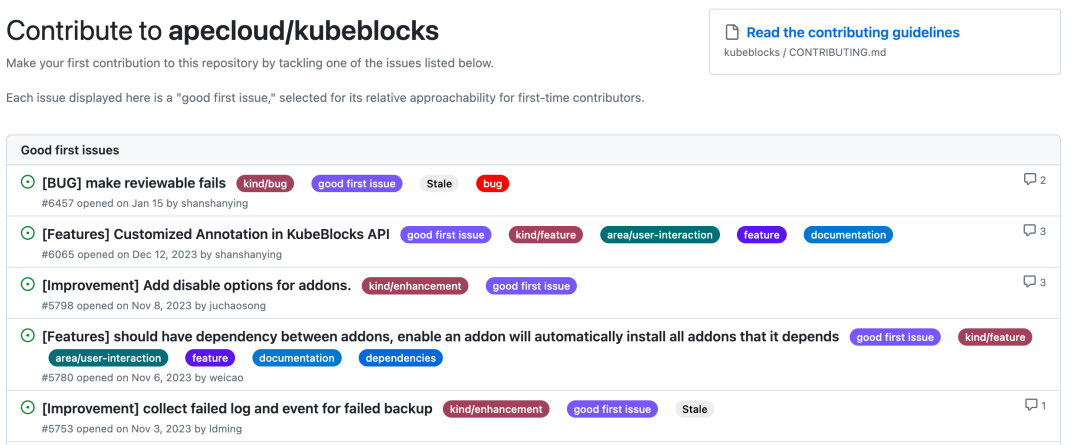 Contribute to apecloud/kubeblocks
Make your first contribution to this repository by tackling one of the issues listed below.
Each issue displayed here is a "good first issue," selected for its relative approachability for first-time contributors.
Read the contributing guidelines
kubeblocks / CONTRIBUTING.md
Good first issues
[BUG] make reviewable fails kind/bug good first issue Stale bug 2
#6457 opened on Jan 15 by shanshanying
[Features] Customized Annotation in KubeBlocks API good first issue kind/feature area/user-interaction feature documentation 3
#6065 opened on Dec 12, 2023 by shanshanying
[Improvement] Add disable options for addons. kind/enhancement good first issue 3
#5798 opened on Nov 8, 2023 by juchaosong
[Features] should have dependency between addons, enable an addon will automatically install all addons that it depends good first issue kind/feature
area/user-interaction feature documentation dependencies
#5780 opened on Nov 6, 2023 by weicao
[Improvement] collect failed log and event for failed backup kind/enhancement good first issue Stale 1
#5753 opened on Nov 3, 2023 by ldming